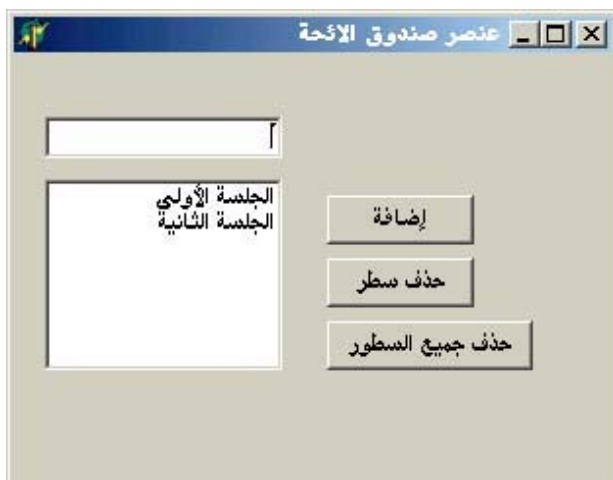 عنصر صندوق الائحة
الجلسة الأولى
الجلسة الثانية
إضافة
حذف سطر
حذف جميع السطور